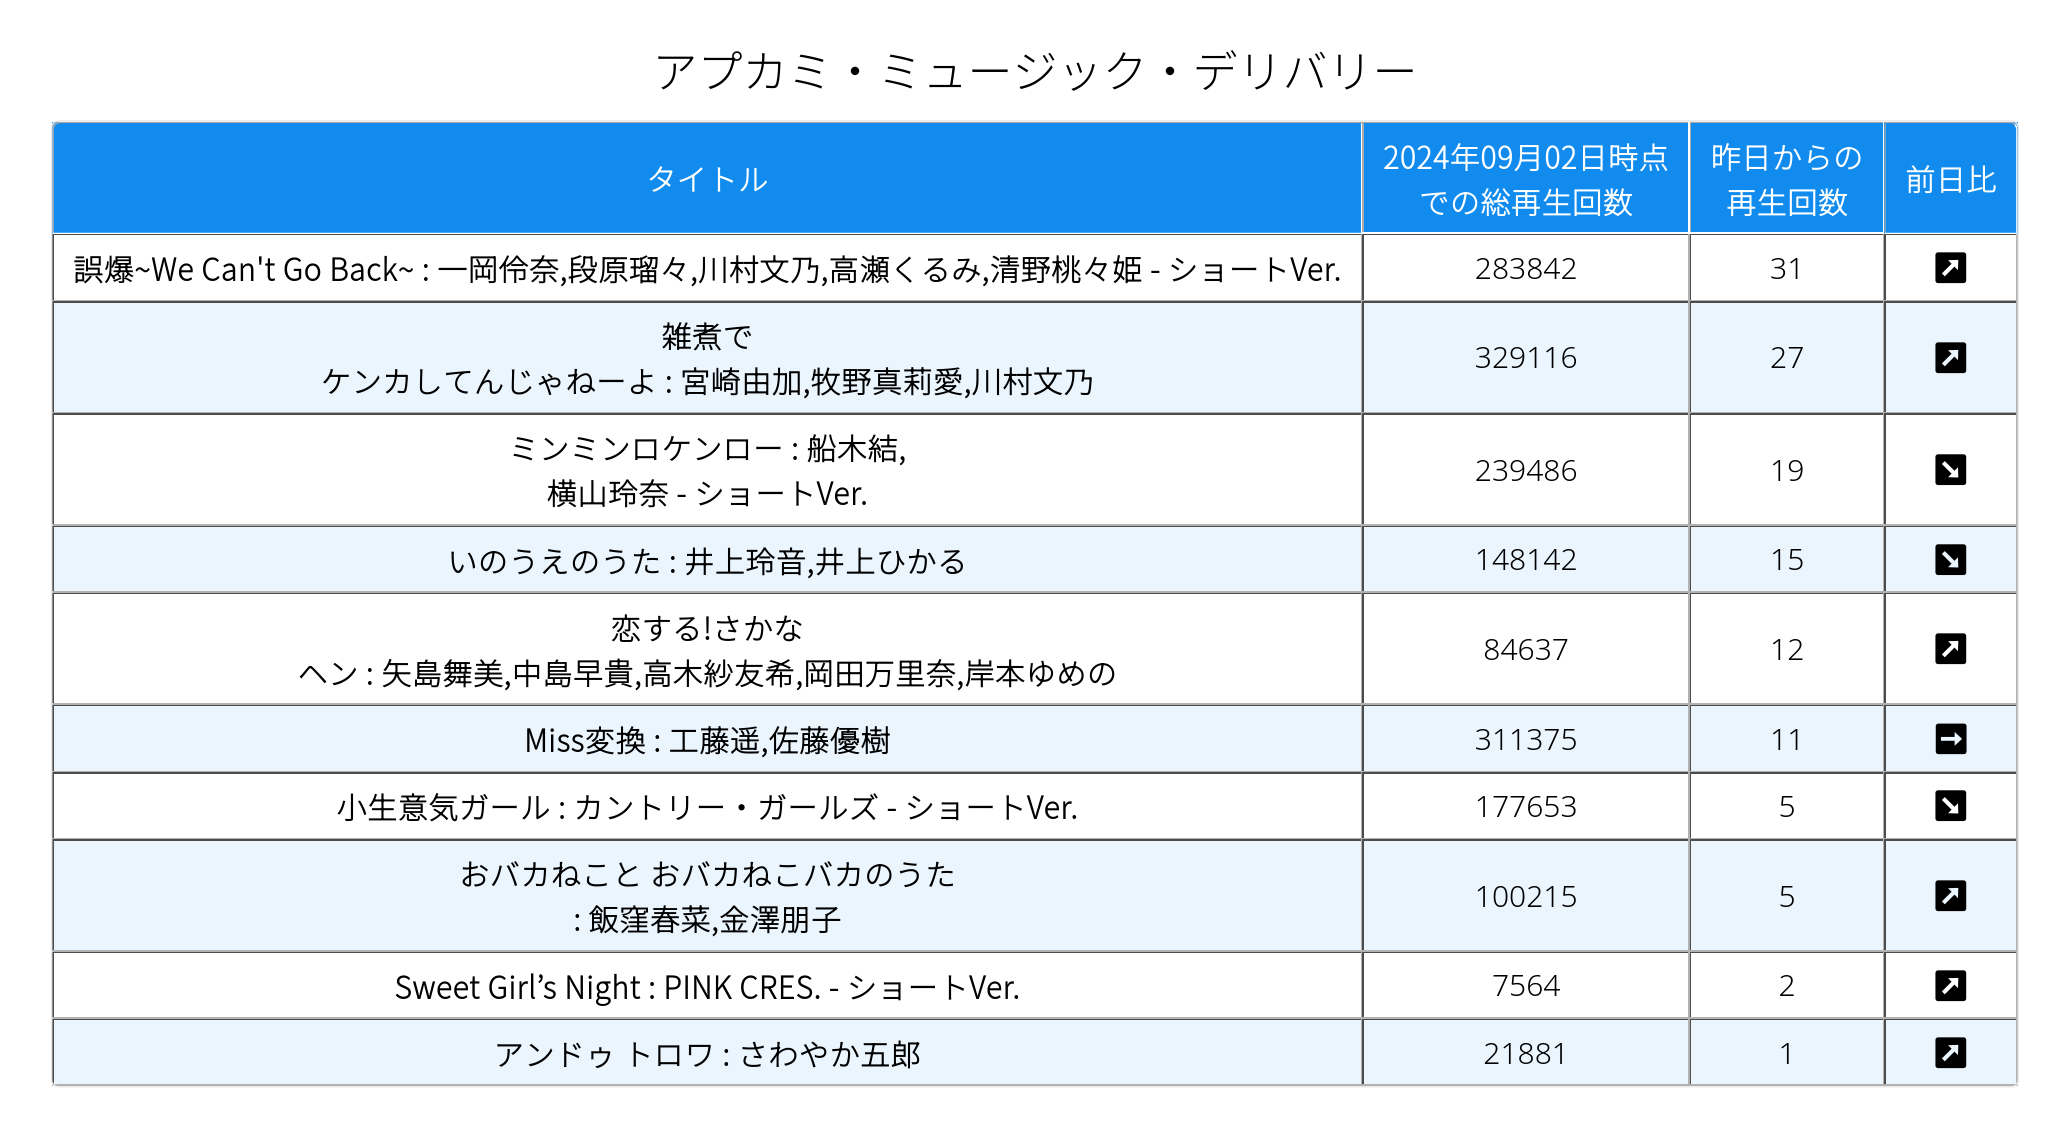 アプカミ・ミュージック・デリバリー
タイトル
2024年09月02日時点
での総再生回数
昨日からの
再生回数
前日比
誤爆~We Can't Go Back~ : 一岡伶奈,段原瑠々,川村文乃,高瀬くるみ,清野桃々姫 - ショートVer.
283842
31
雑煮で
ケンカしてんじゃねーよ : 宮崎由加,牧野真莉愛,川村文乃
329116
27
ミンミンロケンロー : 船木結,
横山玲奈 - ショートVer.
239486
19
いのうえのうた : 井上玲音,井上ひかる
148142
15
恋する!さかな
ヘン : 矢島舞美,中島早貴,高木紗友希,岡田万里奈,岸本ゆめの
84637
12
Miss変換 : 工藤遥,佐藤優樹
311375
11
小生意気ガール : カントリー・ガールズ - ショートVer.
177653
5
おバカねこと おバカねこバカのうた
: 飯窪春菜,金澤朋子
100215
5
Sweet Girl’s Night : PINK CRES. - ショートVer.
7564
2
アンドゥ トロワ : さわやか五郎
21881
1